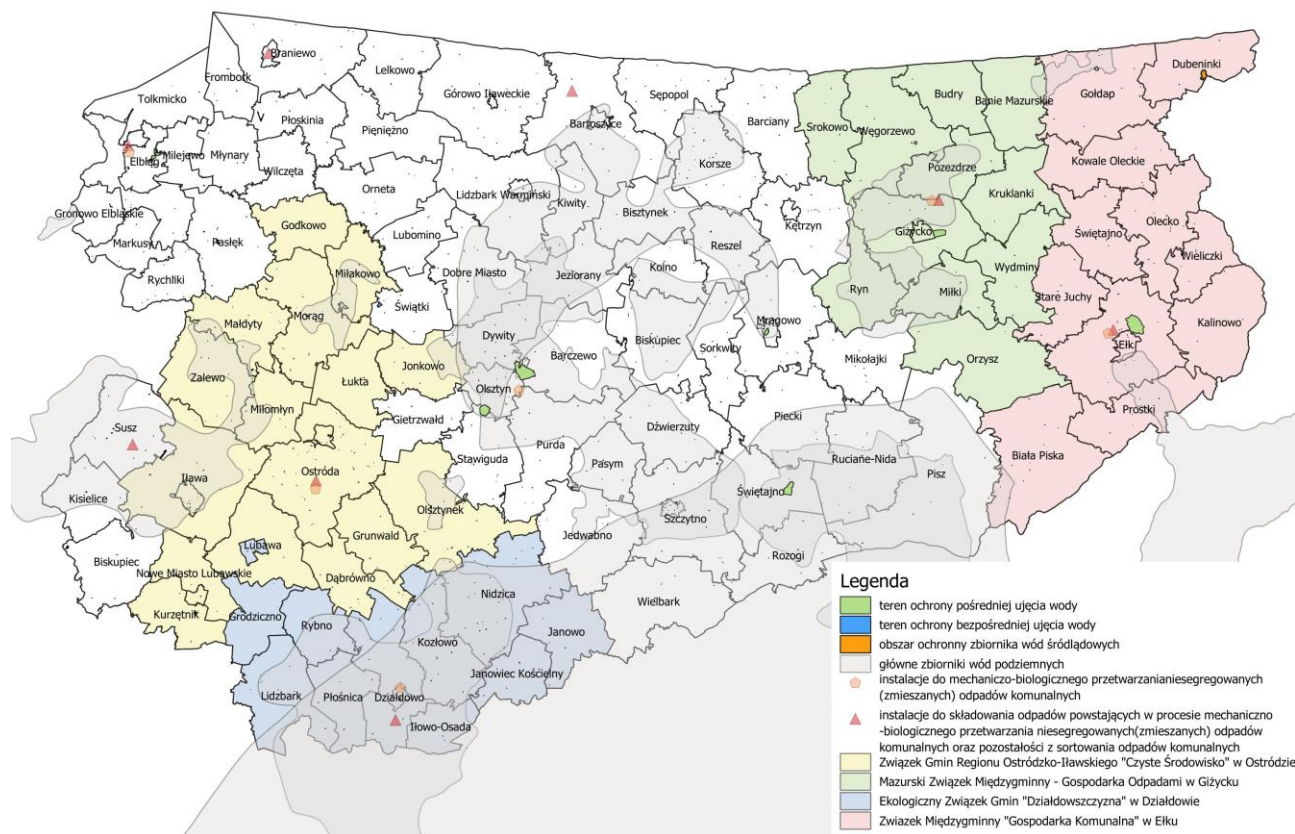 Braniewo
Lelkowo
Frombork
Górowo Iławeckie
Sępopol
Budry
Banie Mazurskie
Gołdap
Dubeninki
Tolkmicko
Płoskinia
Pieniężno
Bartoszyce
Barciany
Srokowo
Węgorzewo
Elbląg
Milejewo
Młynary
Wilczęta
Korsze
Pozezdrze
Kowale Oleckie
Orneta
Lidzbark Warmiński
Kiwity
Bisztynek
Kruklanki
Olecko
Gronowo Elbląskie
Markusy
Pasłęk
Godkowo
Lubomino
Reszel
Kętrzyn
Giżycko
Świętajno
Wieliczki
Rychliki
Miłakowo
Dobre Miasto
Jeziorany
Kolno
Wydminy
Świątki
Ryn
Miłki
Stare Juchy
Kalinowo
Małdyty
Morąg
Dywity
Mrągowo
Biskupiec
Sorkwity
Mikołajki
Orzysz
Ełk
Zalewo
Łukta
Jonkowo
Olsztyn
Barczewo
Miłomłyn
Gietrzwałd
Piecki
Prostki
Susz
Stawiguda
Purda
Dźwierzuty
Ruciane-Nida
Biała Piska
Kisielice
Iława
Ostróda
Pasym
Pisz
Olsztynek
Świętajno
Szczytno
Biskupiec
Lubawa
Grunwald
Jedwabno
Rozogi
Nowe Miasto Lubawskie
Dąbrówno
Kurzętnik
Grodziczno
Rybno
Nidzica
Wielbark
Kozłowo
Janowo
Lidzbark
Płośnica
Działdowo
Janowiec Kościelny
Iłowo-Osada
Legenda
teren ochrony pośredniej ujęcia wody
teren ochrony bezpośredniej ujęcia wody
obszar ochronny zbiornika wód śródlądowych
główne zbiorniki wód podziemnych
instalacje do mechaniczo-biologicznego przetwarzanianiesegregowanych
(zmieszanych) odpadów komunalnych
instalacje do składowania odpadów powstających w procesie mechaniczno
-biologicznego przetwarzania niesegregowanych(zmieszanych) odpadów
komunalnych oraz pozostałości z sortowania odpadów komunalnych
Związek Gmin Regionu Ostródzko-Iławskiego "Czyste Środowisko" w Ostródzie
Mazurski Związek Międzygminny - Gospodarka Odpadami w Giżycku
Ekologiczny Związek Gmin "Działdowszczyzna" w Działdowie
Zwiazek Międzygminny "Gospodarka Komunalna" w Ełku